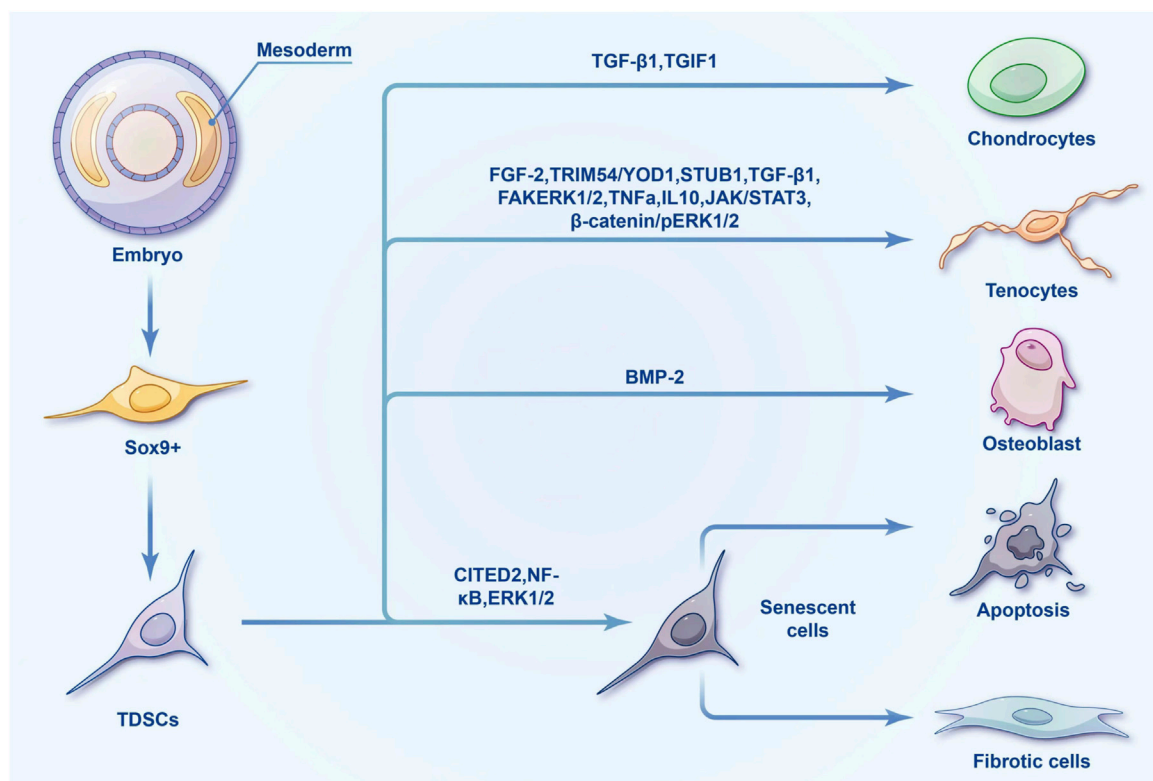 Mesoderm
Embryo
Sox9+
TDSCs
TGF-β1,TGIF1
Chondrocytes
FGF-2,TRIM54/YOD1,STUB1,TGF-β1,
FAKERK1/2,TNFa,IL10,JAK/STAT3,
β-catenin/pERK1/2
Tenocytes
BMP-2
Osteoblast
CITED2,NF-
κB,ERK1/2
Senescent
cells
Apoptosis
Fibrotic cells